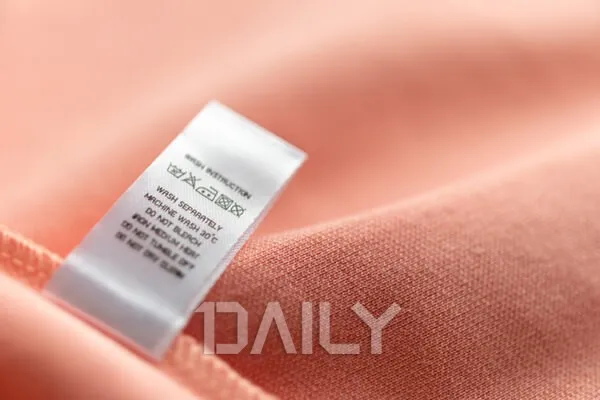 WASH INSTRUCTION
WASH SEPARATELY
MACHINE WASH 30°C
DO NOT BLEACH
IRON MEDIUM HEAT
DO NOT TUMBLE DRY
DO NOT DRY CLEAN
1DAILY